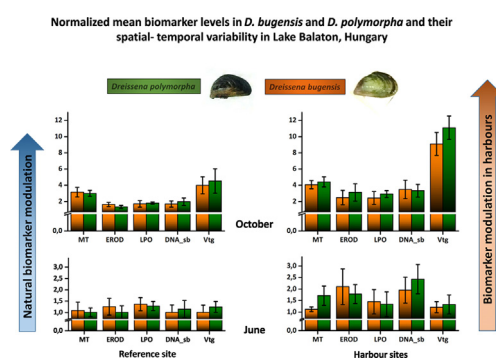 Normalized mean biomarker levels in D. bugensis and D. polymorpha and their
spatial- temporal variability in Lake Balaton, Hungary
Dreissena polymorpha
Dreissena bugensis
Natural biomarker modulation
12
10
8
6
4
2
0,0
MT EROD LPO DNA_sb Vtg
October
12
10
8
6
4
2
0,0
MT EROD LPO DNA_sb Vtg
3,0
2,5
2,0
1,5
1,0
0,0
MT EROD LPO DNA_sb Vtg
Reference site
June
3,0
2,5
2,0
1,5
1,0
0,0
MT EROD LPO DNA_sb Vtg
Harbour sites
Biomarker modulation in harbours